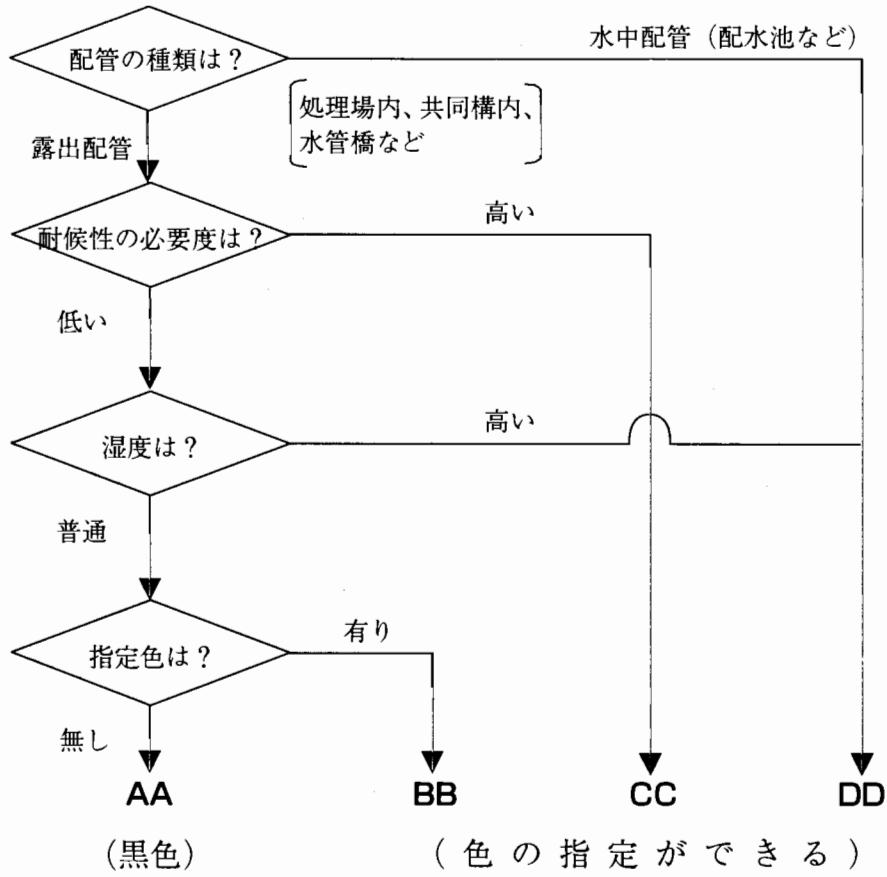 水中配管（配水池など）
配管の種類は？
処理場内、共同構内、
水管橋など
露出配管
高い
耐候性の必要度は？
低い
高い
湿度は？
普通
有り
指定色は？
無し
AA
BB
CC
DD
（黒色）
（色の指定ができる）